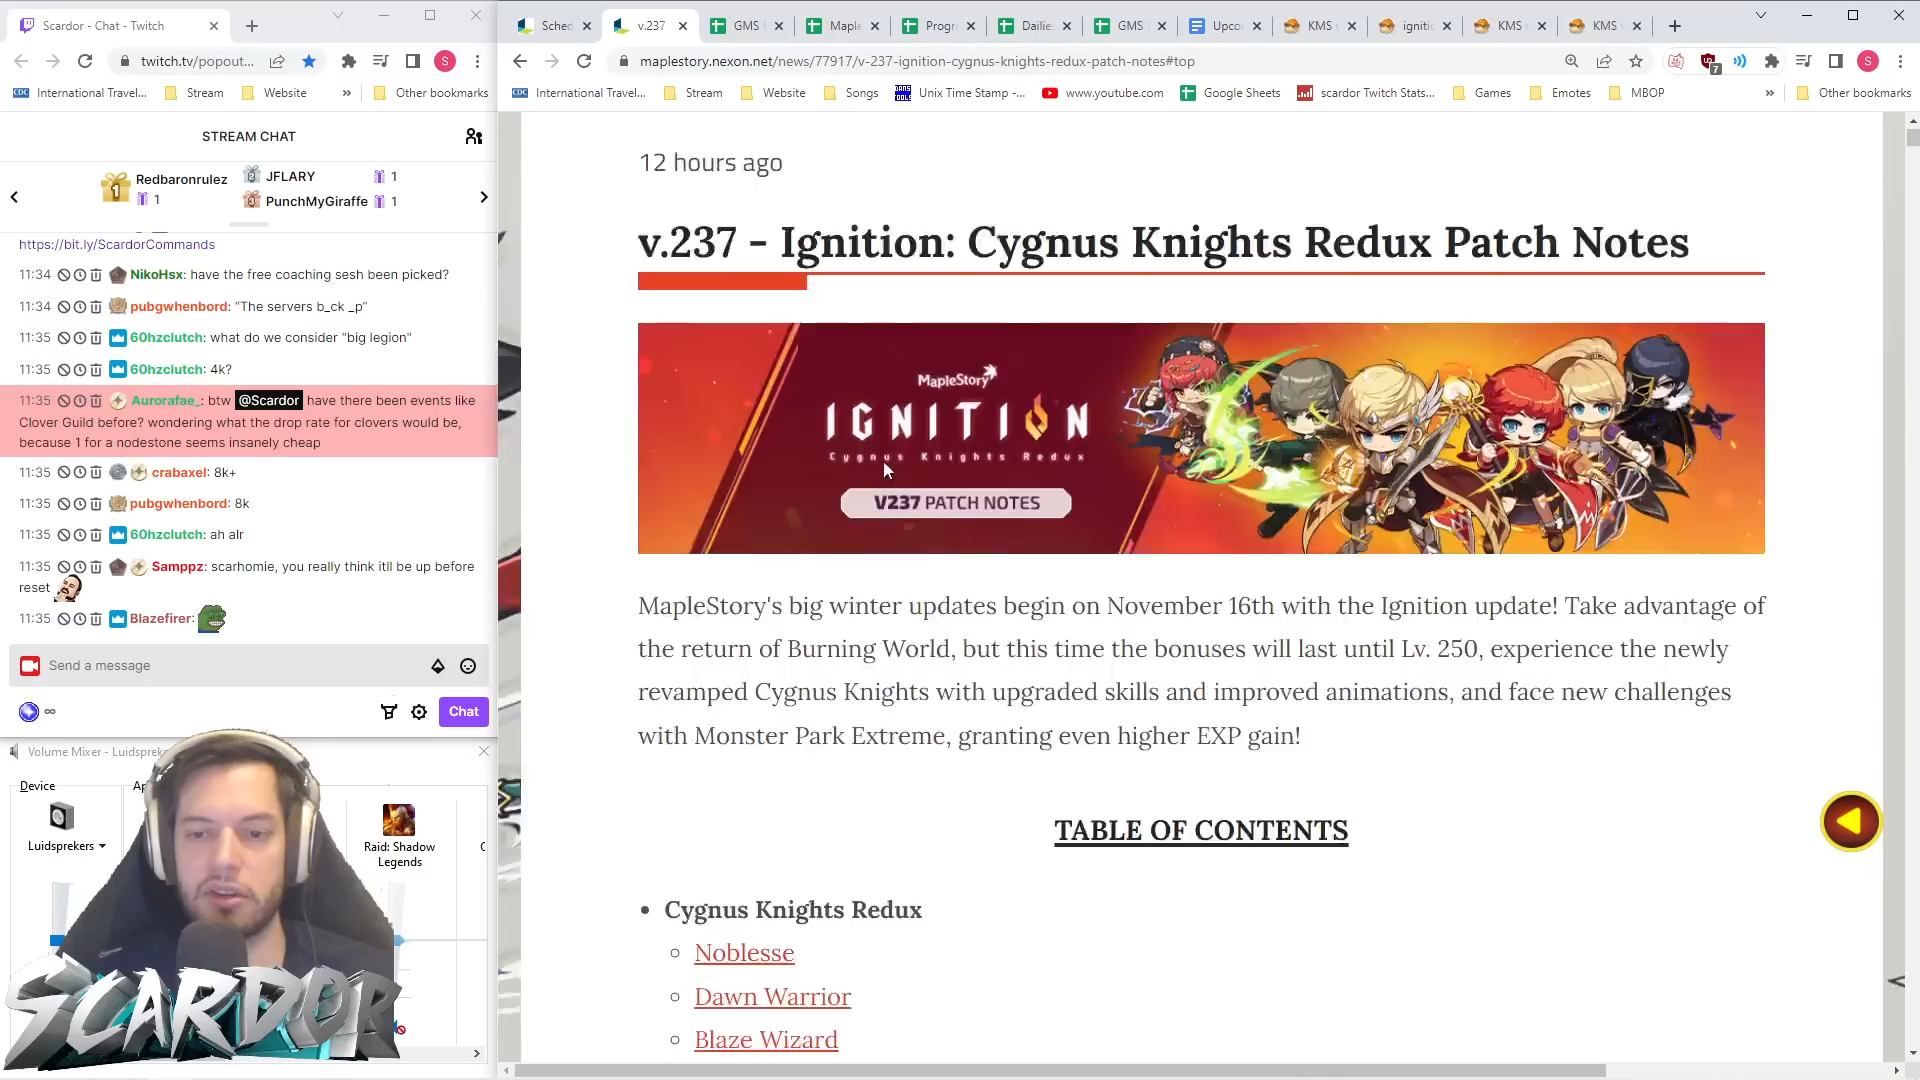 Scardor - Chat - Twitch
Sched
v.237
GMS
Maple
Progr
Dailie
GMS
Upco
KMS
igniti
KMS
KMS
twitch.tv/popout...
S
maplestory.nexon.net/news/77917/v-237-ignition-cygnus-knights-redux-patch-notes#top
7
S
CDC International Travel...
Stream
Website
»
Other bookmarks
CDC International Travel...
Stream
Website
Songs
Unix Time Stamp -...
www.youtube.com
Google Sheets
scardor Twitch Stats...
Games
Emotes
MBOP
»
Other bookmarks
STREAM CHAT
1 Redbaronrulez 1
2 JFLARY 1
3 PunchMyGiraffe 1
https://bit.ly/ScardorCommands
11:34 NikoHsx: have the free coaching sesh been picked?
11:34 pubgwhenbord: "The servers b_ck _p"
11:35 60hzclutch: what do we consider "big legion"
11:35 60hzclutch: 4k?
11:35 Aurorafae_: btw @Scardor have there been events like
Clover Guild before? wondering what the drop rate for clovers would be,
because 1 for a nodestone seems insanely cheap
11:35 crabaxel: 8k+
11:35 pubgwhenbord: 8k
11:35 60hzclutch: ah alr
11:35 Samppz: scarhomie, you really think itll be up before
reset
11:35 Blazefirer:
Send a message
∞
Chat
Volume Mixer - Luidspreke
Device
Ap
Luidsprekers
Raid: Shadow
Legends
SCARDOR
12 hours ago
v.237 - Ignition: Cygnus Knights Redux Patch Notes
MapleStory
IGNITION
Cygnus Knights Redux
V237 PATCH NOTES
MapleStory's big winter updates begin on November 16th with the Ignition update! Take advantage of
the return of Burning World, but this time the bonuses will last until Lv. 250, experience the newly
revamped Cygnus Knights with upgraded skills and improved animations, and face new challenges
with Monster Park Extreme, granting even higher EXP gain!
TABLE OF CONTENTS
• Cygnus Knights Redux
Noblesse
Dawn Warrior
Blaze Wizard